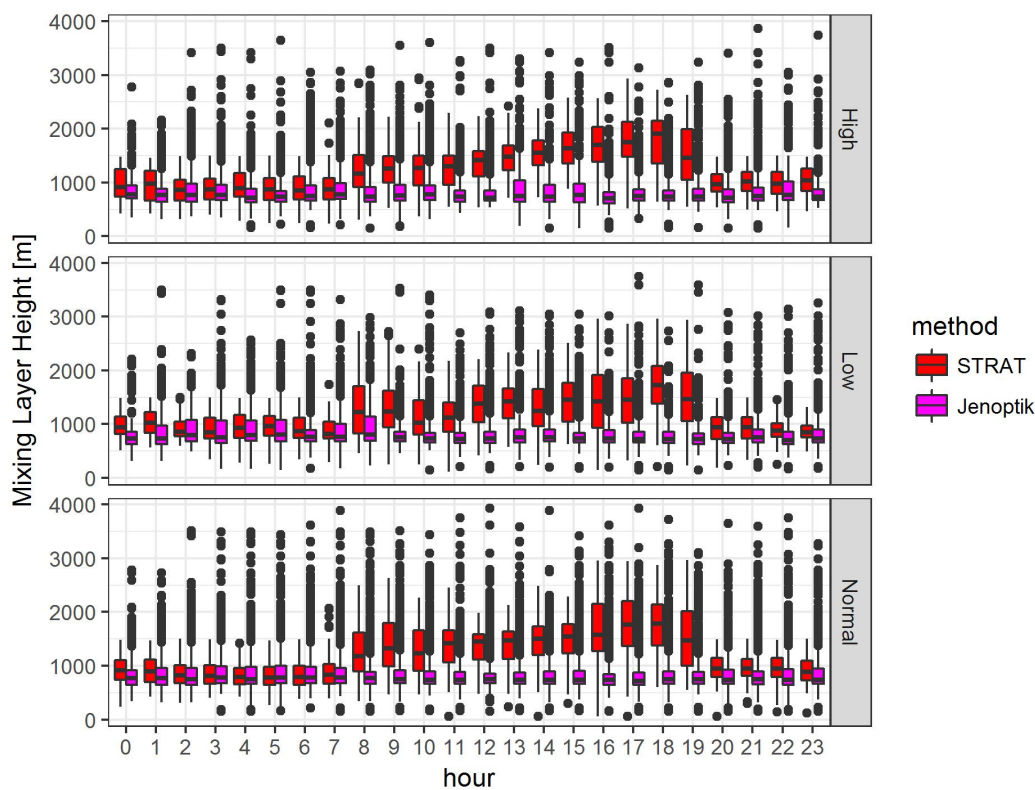 4000
3000
2000
1000
0
High
4000
3000
2000
1000
0
Low
4000
3000
2000
1000
0
Normal
Mixing Layer Height [m]
0 1 2 3 4 5 6 7 8 9 10 11 12 13 14 15 16 17 18 19 20 21 22 23
hour
method
STRAT
Jenoptik